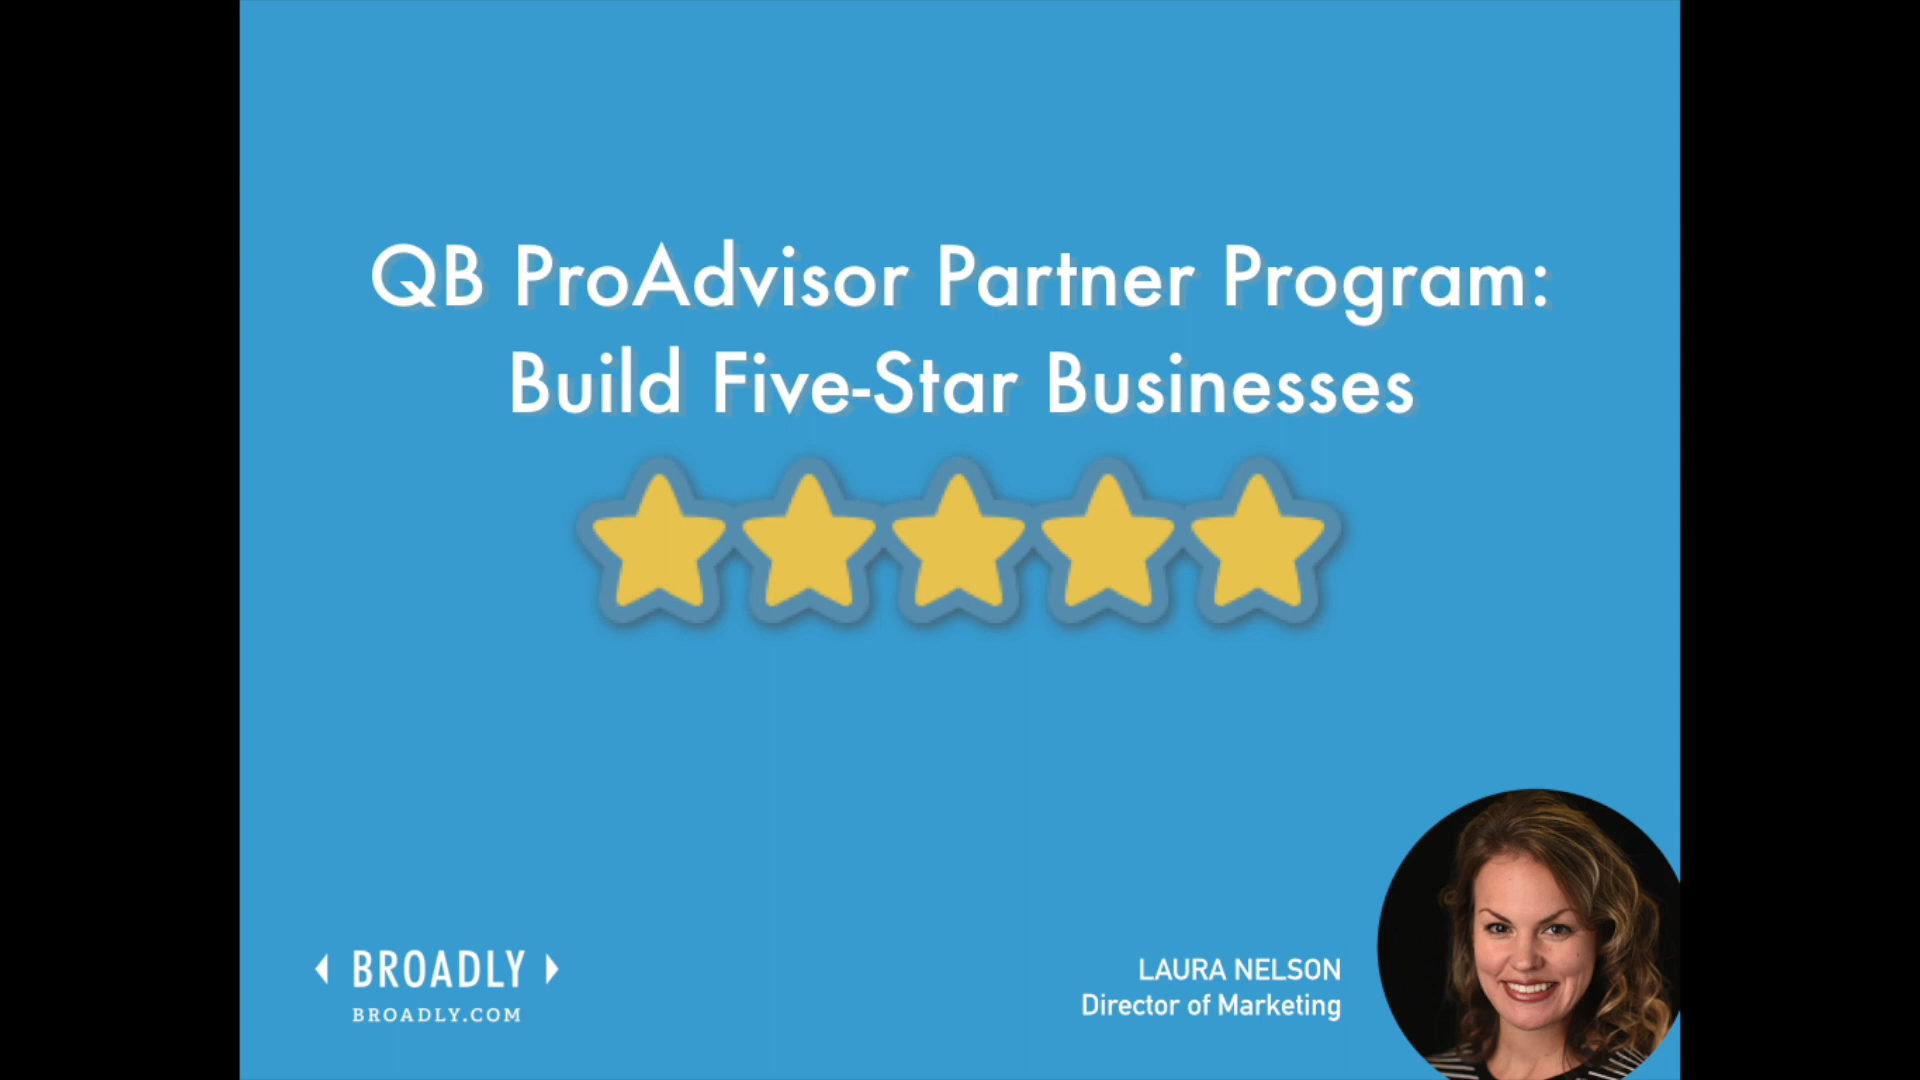 QB ProAdvisor Partner Program:
Build Five-Star Businesses
BROADLY
BROADLY.COM
LAURA NELSON
Director of Marketing